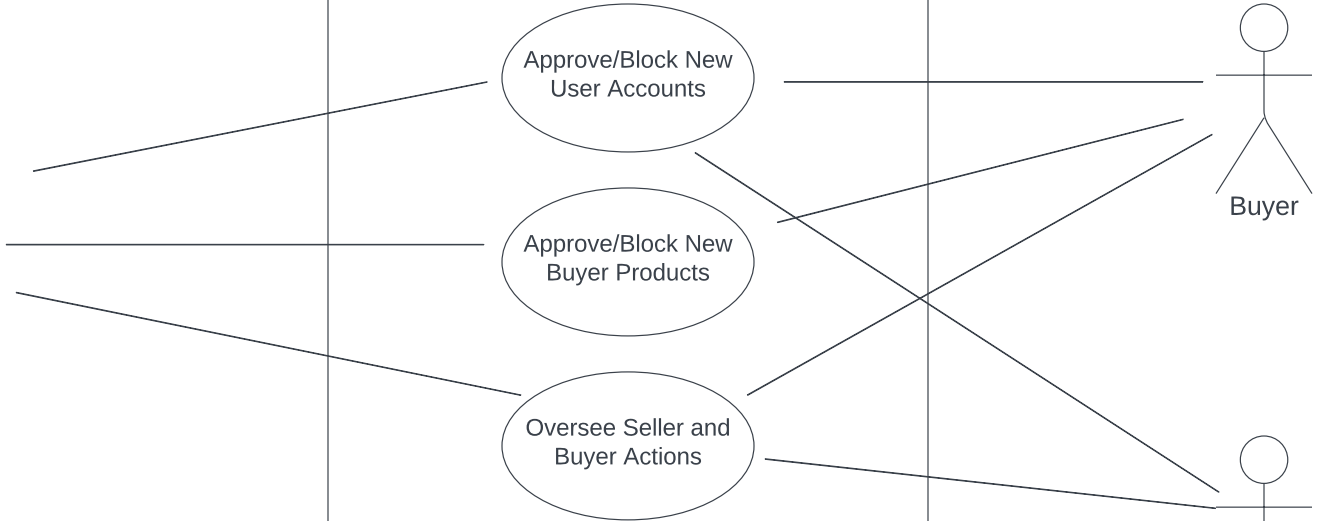 Approve/Block New
User Accounts
Approve/Block New
Buyer Products
Oversee Seller and
Buyer Actions
Buyer